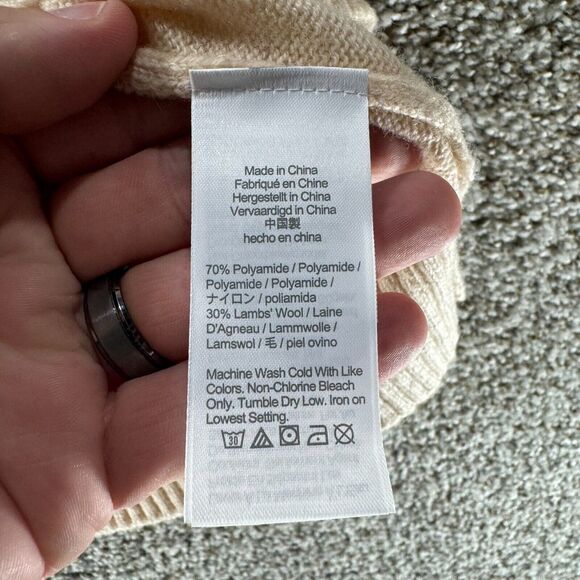 Made in China
Fabriqué en Chine
Hergestellt in China
Vervaardigd in China
中国製
hecho en china
70% Polyamide / Polyamide /
Polyamide / Polyamide /
ナイロン / poliamida
30% Lambs' Wool / Laine
D'Agneau / Lammwolle /
Lamswol / 毛 / piel ovino
Machine Wash Cold With Like
Colors. Non-Chlorine Bleach
Only. Tumble Dry Low. Iron on
Lowest Setting.
30